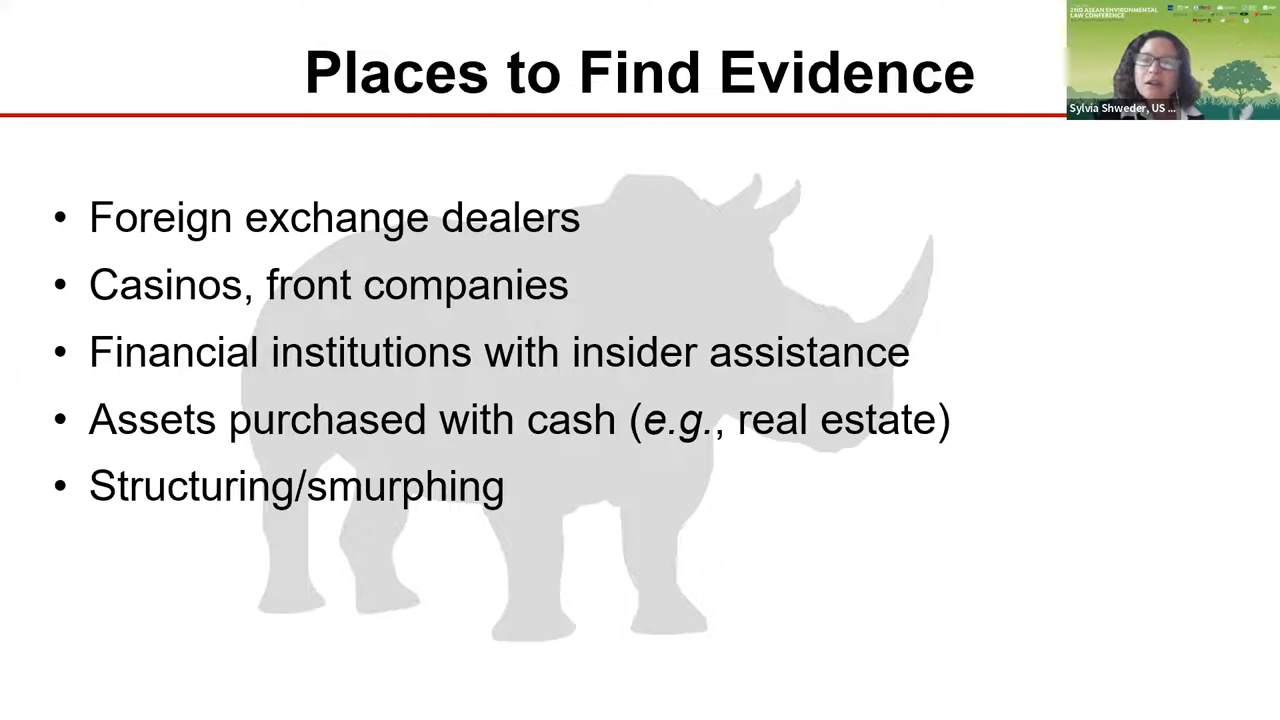 Places to Find Evidence
2ND ASEAN ENVIRONMENTAL
LAW CONFERENCE
Sylvia Shweder, US ...
• Foreign exchange dealers
• Casinos, front companies
• Financial institutions with insider assistance
• Assets purchased with cash (e.g., real estate)
• Structuring/smurphing